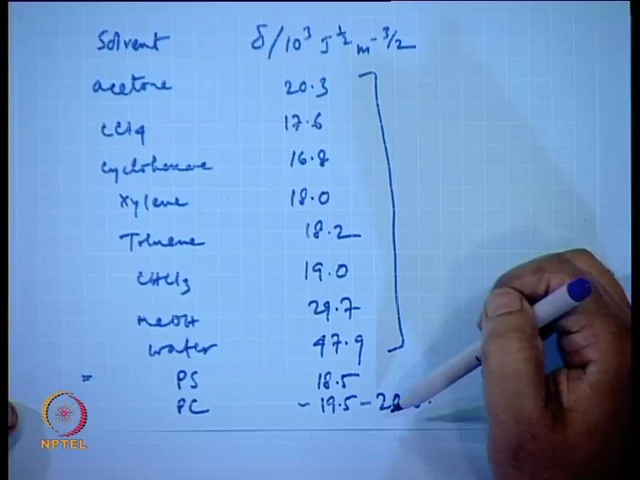 Solvent δ/10³ J^½ m^-3/2
acetone 20.3
CCl4 17.6
cyclohexane 16.8
Xylene 18.0
Toluene 18.2
CHCl3 19.0
MeOH 29.7
water 47.9
= PS 18.5
PC - 19.5 -
NPTEL